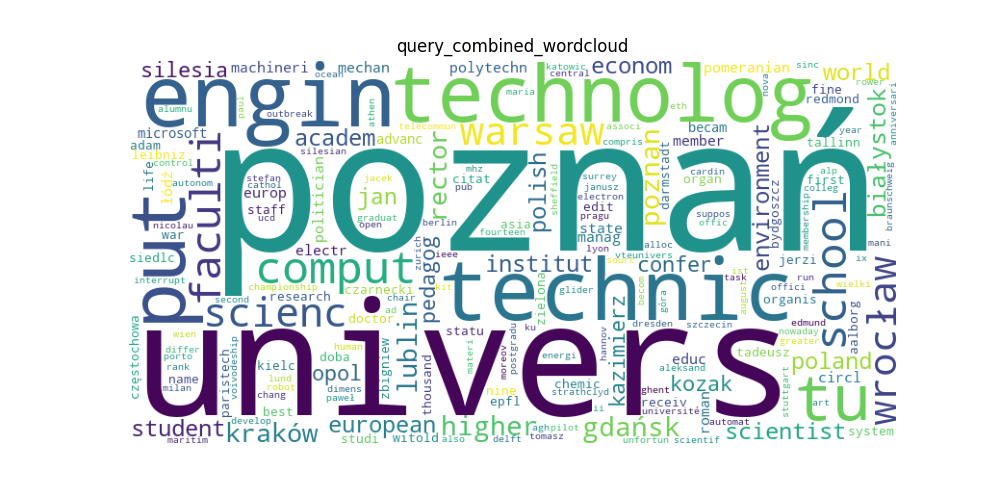 query_combined_wordcloud
silesia machineri mechan polytechn katowic central econom pomeranian sinc world rower
ocean maria nova fine redmond
engin technolog
alumnu paul outbreak athen eth białystok anniversari
microsoft academ advanc telecommun warsaw associ compris becam member tallinn year
adam leibniz control life łódź faculti
poznań
silesian stefan cathol europ staff politician jacek jan graduat open rector citat pub mhz polish surrey janusz electron pragu edit state manag poznan darmstadt organ cardin suppos offic environment bydgoszcz membership alp first colleg school braunschweig
autonom nicolau war siedlc interrupt put
electr berlin asia fourteen sheffield lyon alloc vteunivers jerzi ix mani wrocław
comput zurich ieee institut confer task ist run
pedagog technic
championship czarnecki kit zielona glider góra becom august offici organis wielki
second research chair ad doctor
częstochowa scienc lublin statu ku hannov dresden szczecin edmund nowaday greater aalborg
wien differ porto rank milan voivodeship paristech human
univers
kielc doba zbigniew thousand materi moreov postgradu energi kazimierz educ aleksand tadeusz poland
name lund robot chang opol dimens paweł nine epfl chemic strathclyd ghent kozak roman stuttgart circl tu
best ucd ii receiv université automat art
student develop european higher gdańsk scientist system
maritim kraków studi witold also delft agh pilot tomasz unfortun scientif